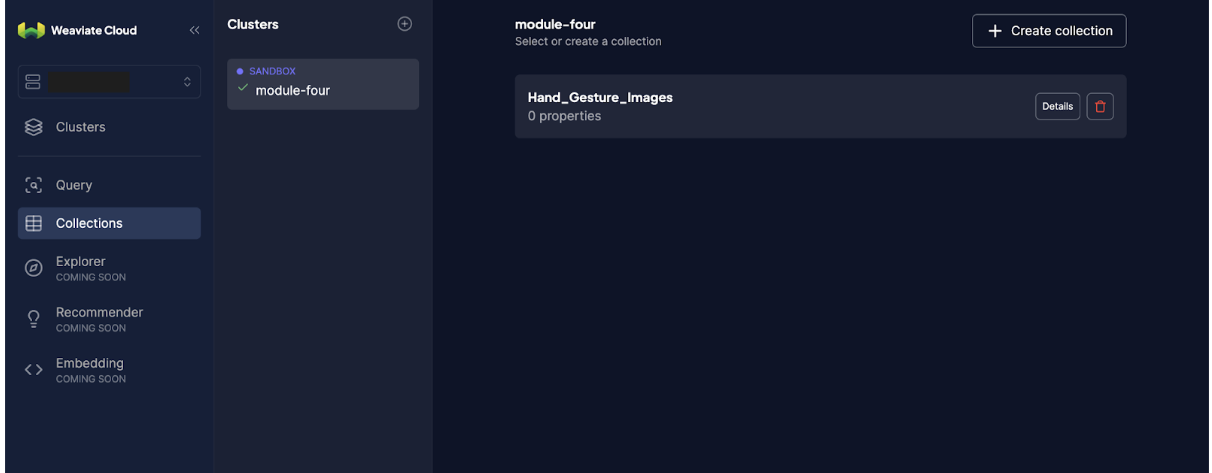 Weaviate Cloud
Clusters
Query
Collections
Explorer
COMING SOON
Recommender
COMING SOON
Embedding
COMING SOON
Clusters
SANDBOX
module-four
module-four
Select or create a collection
Create collection
Hand_Gesture_Images
0 properties
Details